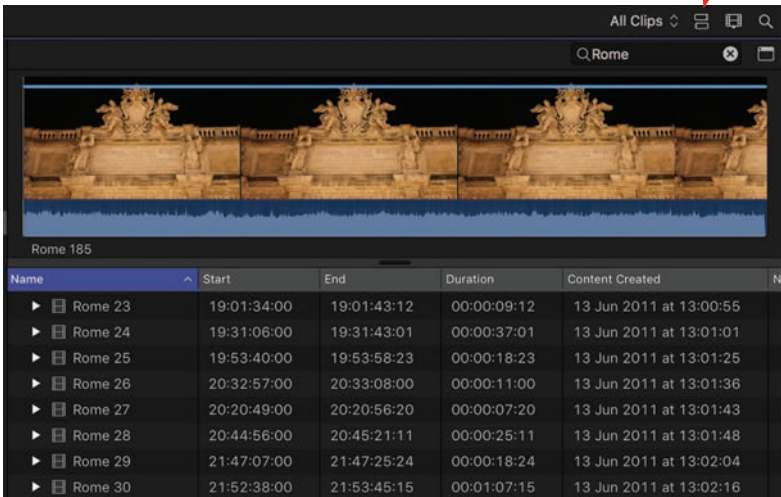 All Clips
Rome
Rome 185
Name Start End Duration Content Created N
Rome 23 19:01:34:00 19:01:43:12 00:00:09:12 13 Jun 2011 at 13:00:55
Rome 24 19:31:06:00 19:31:43:01 00:00:37:01 13 Jun 2011 at 13:01:01
Rome 25 19:53:40:00 19:53:58:23 00:00:18:23 13 Jun 2011 at 13:01:25
Rome 26 20:32:57:00 20:33:08:00 00:00:11:00 13 Jun 2011 at 13:01:36
Rome 27 20:20:49:00 20:20:56:20 00:00:07:20 13 Jun 2011 at 13:01:43
Rome 28 20:44:56:00 20:45:21:11 00:00:25:11 13 Jun 2011 at 13:01:48
Rome 29 21:47:07:00 21:47:25:24 00:00:18:24 13 Jun 2011 at 13:02:04
Rome 30 21:52:38:00 21:53:45:15 00:01:07:15 13 Jun 2011 at 13:02:16